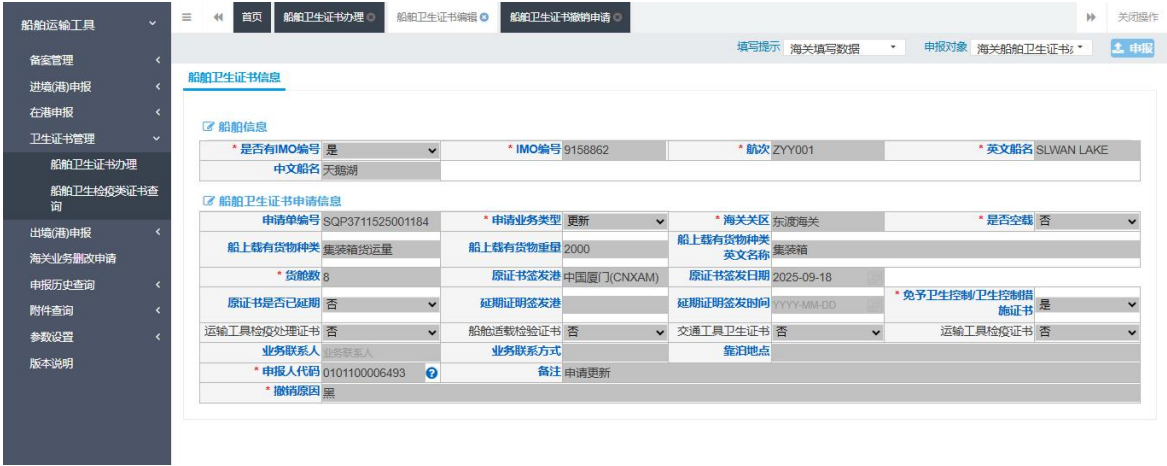 船舶运输工具
备案管理
进境(港)申报
在港申报
卫生证书管理
船舶卫生证书办理
船舶卫生检疫类证书查
询
出境(港)申报
海关业务删改申请
申报历史查询
附件查询
参数设置
版本说明
首页 船舶卫生证书办理 船舶卫生证书编辑 船舶卫生证书撤销申请 关闭操作
填写提示 海关填写数据 申报对象 海关船舶卫生证书 申报
船舶卫生证书信息
船舶信息
* 是否有IMO编号 是 * IMO编号 9158862 * 航次 ZYY001 * 英文船名 SLWAN LAKE
中文船名 天鹅湖
船舶卫生证书申请信息
申请单编号 SQP3711525001184 * 申请业务类型 更新 * 海关关区 东渡海关 * 是否空载 否
船上载有货物种类 集装箱货运量 船上载有货物重量 2000 船上载有货物种类
英文名称 集装箱
* 货舱数 8 原证书签发港 中国厦门(CNXAM) 原证书签发日期 2025-09-18
原证书是否已延期 否 延期证明签发港 延期证明签发时间 YYYY-MM-DD * 免予卫生控制/卫生控制措
施证书 是
运输工具检疫处理证书 否 船舶适载检验证书 否 交通工具卫生证书 否 运输工具检疫证书 否
业务联系人 业务联系人 业务联系方式 靠泊地点
* 申报人代码 0101100006493 备注 申请更新
* 撤销原因 黑